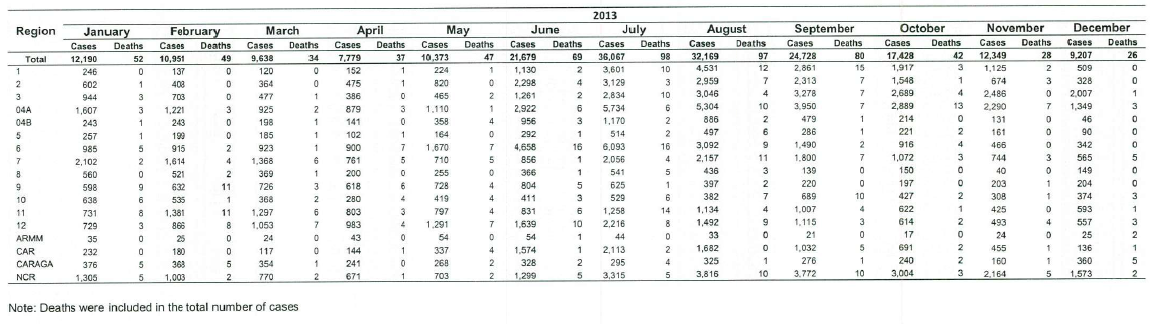 2013
Region January February March April May June July August September October November December
Cases Deaths Cases Deaths Cases Deaths Cases Deaths Cases Deaths Cases Deaths Cases Deaths Cases Deaths Cases Deaths Cases Deaths Cases Deaths Cases Deaths
Total 12,190 52 10,951 49 9,638 34 7,779 37 10,373 47 21,679 69 36,067 98 32,169 97 24,728 80 17,428 42 12,349 28 9,207 26
1 246 0 137 0 120 0 152 1 224 1 1,130 2 3,601 10 4,531 12 2,861 15 1,917 3 1,125 2 509 0
2 602 1 408 0 364 0 475 1 820 0 2,298 4 3,129 3 2,959 7 2,313 7 1,548 1 674 3 328 0
3 944 3 703 0 477 1 386 0 465 2 1,261 2 2,834 10 3,046 4 3,278 7 2,689 4 2,486 0 2,007 1
04A 1,607 3 1,221 3 925 2 879 3 1,110 1 2,922 6 5,734 6 5,304 10 3,950 7 2,889 13 2,290 7 1,349 3
04B 243 1 243 0 198 1 141 0 358 4 956 3 1,170 2 886 2 479 1 214 0 131 0 46 0
5 257 1 199 0 185 1 102 1 164 0 292 1 514 2 497 6 286 1 221 2 161 0 90 0
6 985 5 915 2 923 1 900 7 1,670 7 4,658 16 6,093 16 3,092 9 1,490 2 916 4 466 0 342 0
7 2,102 2 1,614 4 1,368 6 761 5 710 5 856 1 2,056 4 2,157 11 1,800 7 1,072 3 744 3 565 5
8 560 0 521 2 369 1 200 0 255 0 366 1 541 5 436 3 139 0 150 0 40 0 149 0
9 598 9 632 11 726 3 618 6 728 4 804 5 625 1 397 2 220 0 197 0 203 1 204 0
10 638 6 535 1 368 2 280 4 419 4 411 3 529 6 382 7 689 10 427 2 308 1 374 3
11 731 8 1,381 11 1,297 6 803 3 797 4 831 6 1,258 14 1,134 4 1,007 4 622 1 425 0 593 1
12 729 3 866 8 1,053 7 983 4 1,291 7 1,639 10 2,216 8 1,492 9 1,115 3 614 2 493 4 557 3
ARMM 35 0 25 0 24 0 43 0 54 0 54 1 44 0 33 0 21 0 17 0 24 0 25 2
CAR 232 0 180 0 117 0 144 1 337 4 1,574 1 2,113 2 1,682 0 1,032 5 691 2 455 1 136 1
CARAGA 376 5 368 5 354 1 241 0 268 2 328 2 295 4 325 1 276 1 240 2 160 1 360 5
NCR 1,305 5 1,003 2 770 2 671 1 703 2 1,299 5 3,315 5 3,816 10 3,772 10 3,004 3 2,164 5 1,573 2
Note: Deaths were included in the total number of cases